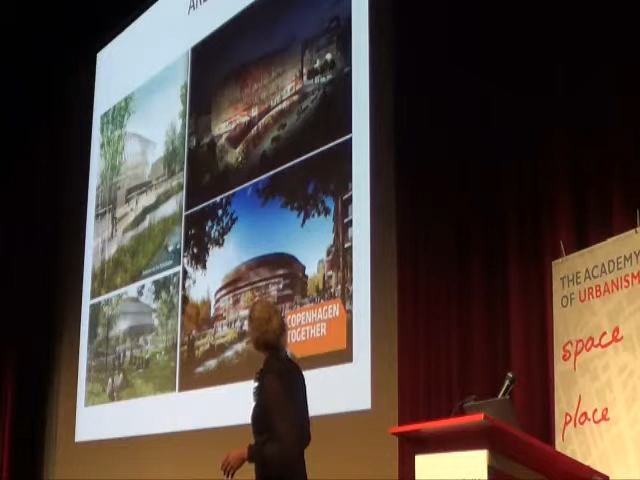 COPENHAGEN
TOGETHER
THE ACADEMY
OF URBANISM
space
place